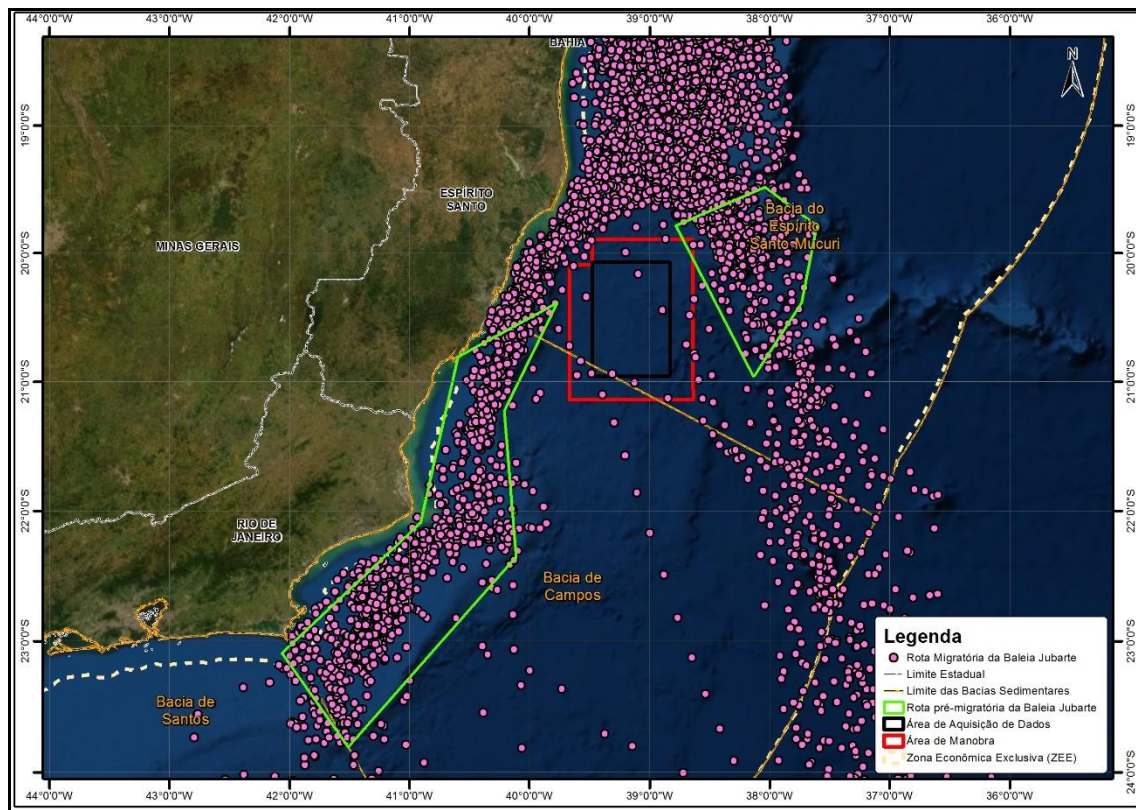 44°0'0"W
43°0'0"W
42°0'0"W
41°0'0"W
40°0'0"W
39°0'0"W
38°0'0"W
37°0'0"W
36°0'0"W
BAHIA
N
19°0'0"S
19°0'0"S
ESPÍRITO
SANTO
MINAS GERAIS
Bacia do
Espírito
Santo Mucuri
20°0'0"S
20°0'0"S
21°0'0"S
21°0'0"S
22°0'0"S
22°0'0"S
RIO DE
JANEIRO
Bacia de
Campos
23°0'0"S
23°0'0"S
Bacia de
Santos
24°0'0"S
24°0'0"S
Legenda
Rota Migratória da Baleia Jubarte
Limite Estadual
Limite das Bacias Sedimentares
Rota pré-migratória da Baleia Jubarte
Área de Aquisição de Dados
Área de Manobra
Zona Econômica Exclusiva (ZEE)
44°0'0"W
43°0'0"W
42°0'0"W
41°0'0"W
40°0'0"W
39°0'0"W
38°0'0"W
37°0'0"W
36°0'0"W